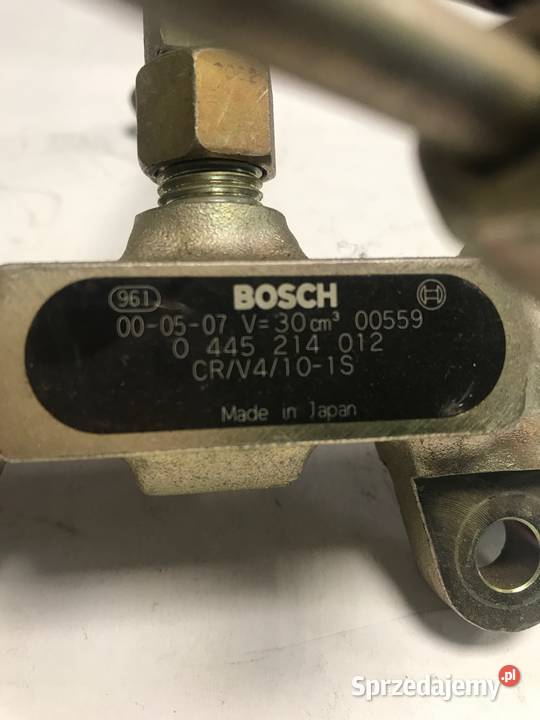 961 BOSCH
00-05-07 V=30cm³ 00559
0 445 214 012
CR/V4/10-1S
Made in Japan
Sprzedajemy.pl